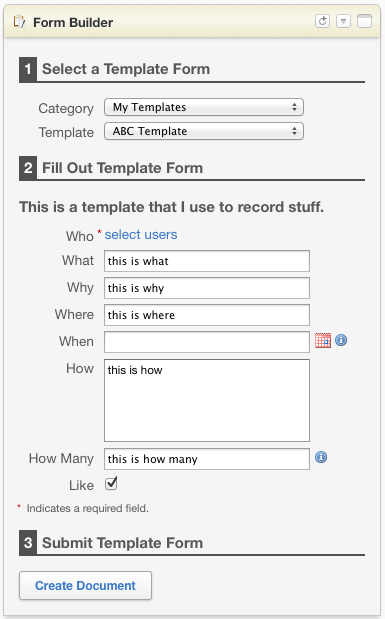 Form Builder
1 Select a Template Form
Category My Templates
Template ABC Template
2 Fill Out Template Form
This is a template that I use to record stuff.
Who * select users
What this is what
Why this is why
Where this is where
When
How this is how
How Many this is how many
Like
* Indicates a required field.
3 Submit Template Form
Create Document